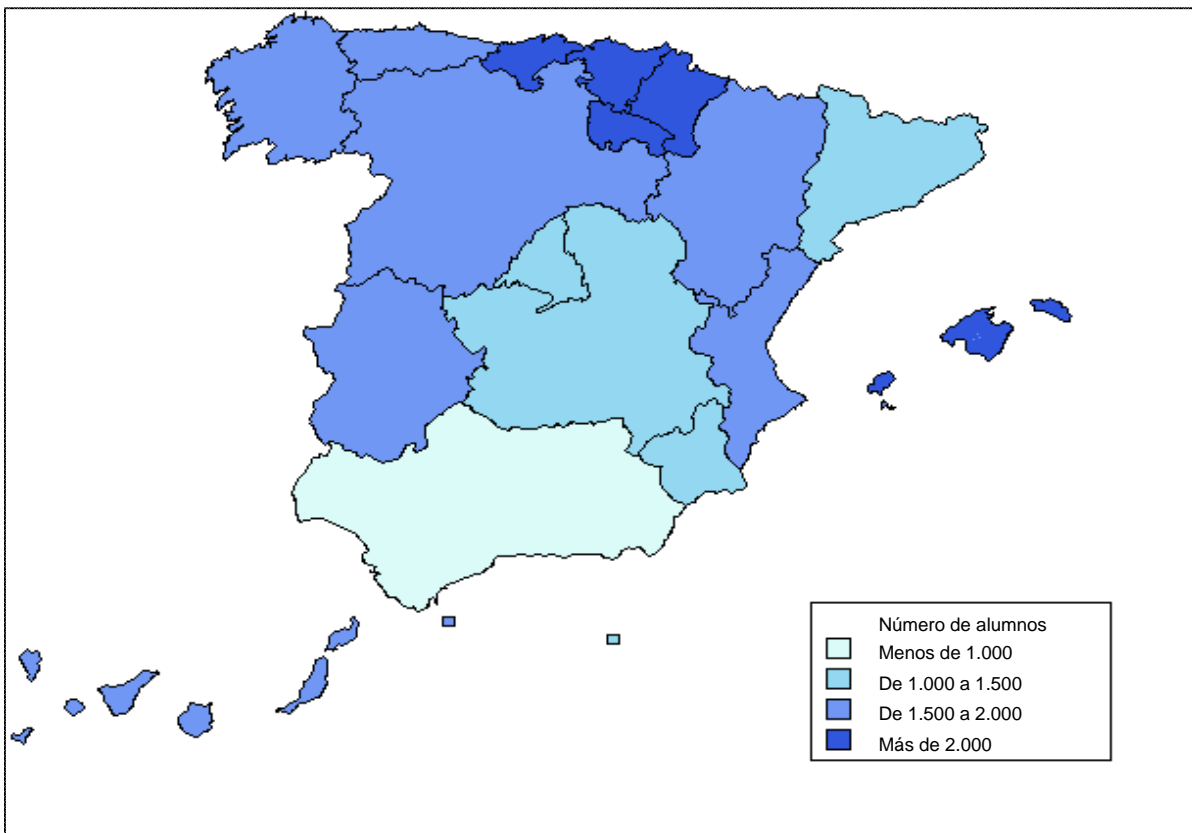 Número de alumnos
Menos de 1.000
De 1.000 a 1.500
De 1.500 a 2.000
Más de 2.000